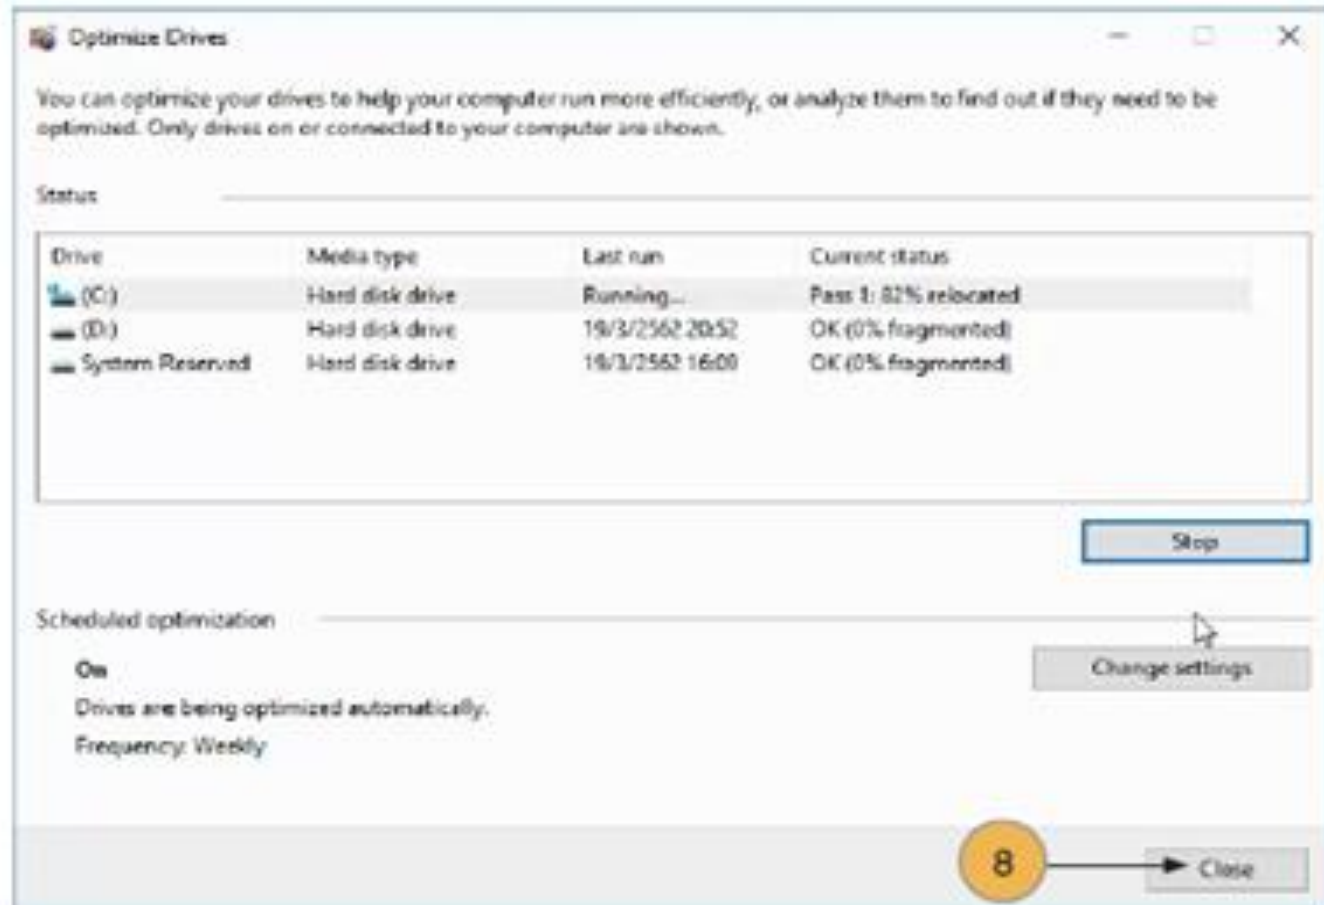 Optimize Drives
You can optimize your drives to help your computer run more efficiently, or analyze them to find out if they need to be
optimized. Only drives on or connected to your computer are shown.
Status
Drive Media type Last run Current status
(C:) Hard disk drive Running... Pass 1: 82% relocated
(D:) Hard disk drive 19/3/2562 20:52 OK (0% fragmented)
System Reserved Hard disk drive 19/3/2562 OK (0% fragmented)
Stop
Scheduled optimization
On
Change settings
Drives are being optimized automatically.
Frequency: Weekly
8
Close